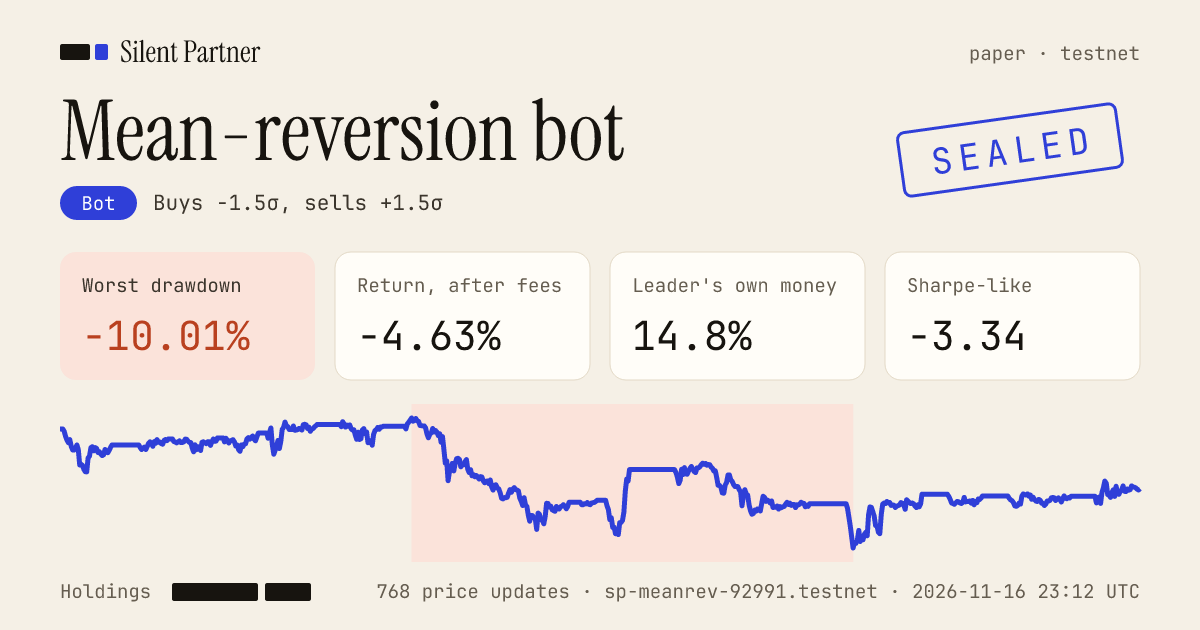 Silent Partner
paper · testnet
Mean-reversion bot
SEALED
Bot
Buys -1.5σ, sells +1.5σ
Worst drawdown
-10.01%
Return, after fees
-4.63%
Leader's own money
14.8%
Sharpe-like
-3.34
Holdings
768 price updates · sp-meanrev-92991.testnet · 2026-11-16 23:12 UTC